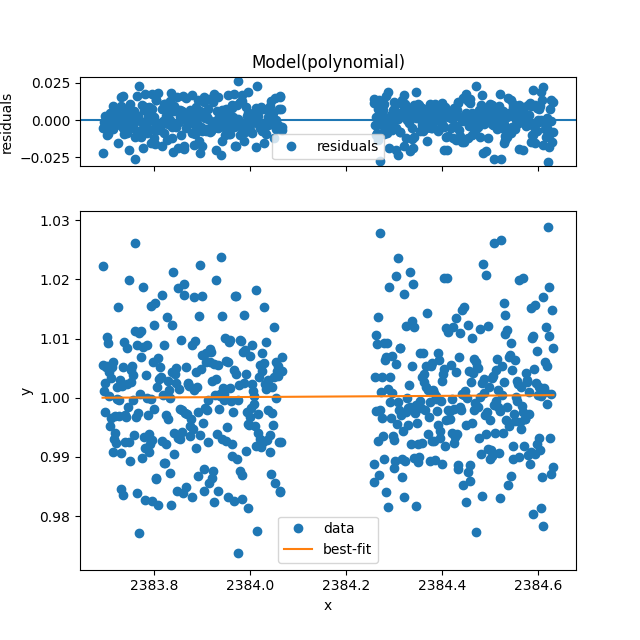 Model(polynomial)
0.025
0.000
−0.025
residuals
residuals
1.03
1.02
1.01
1.00
0.99
0.98
y
data
best-fit
2383.8 2384.0 2384.2 2384.4 2384.6
x